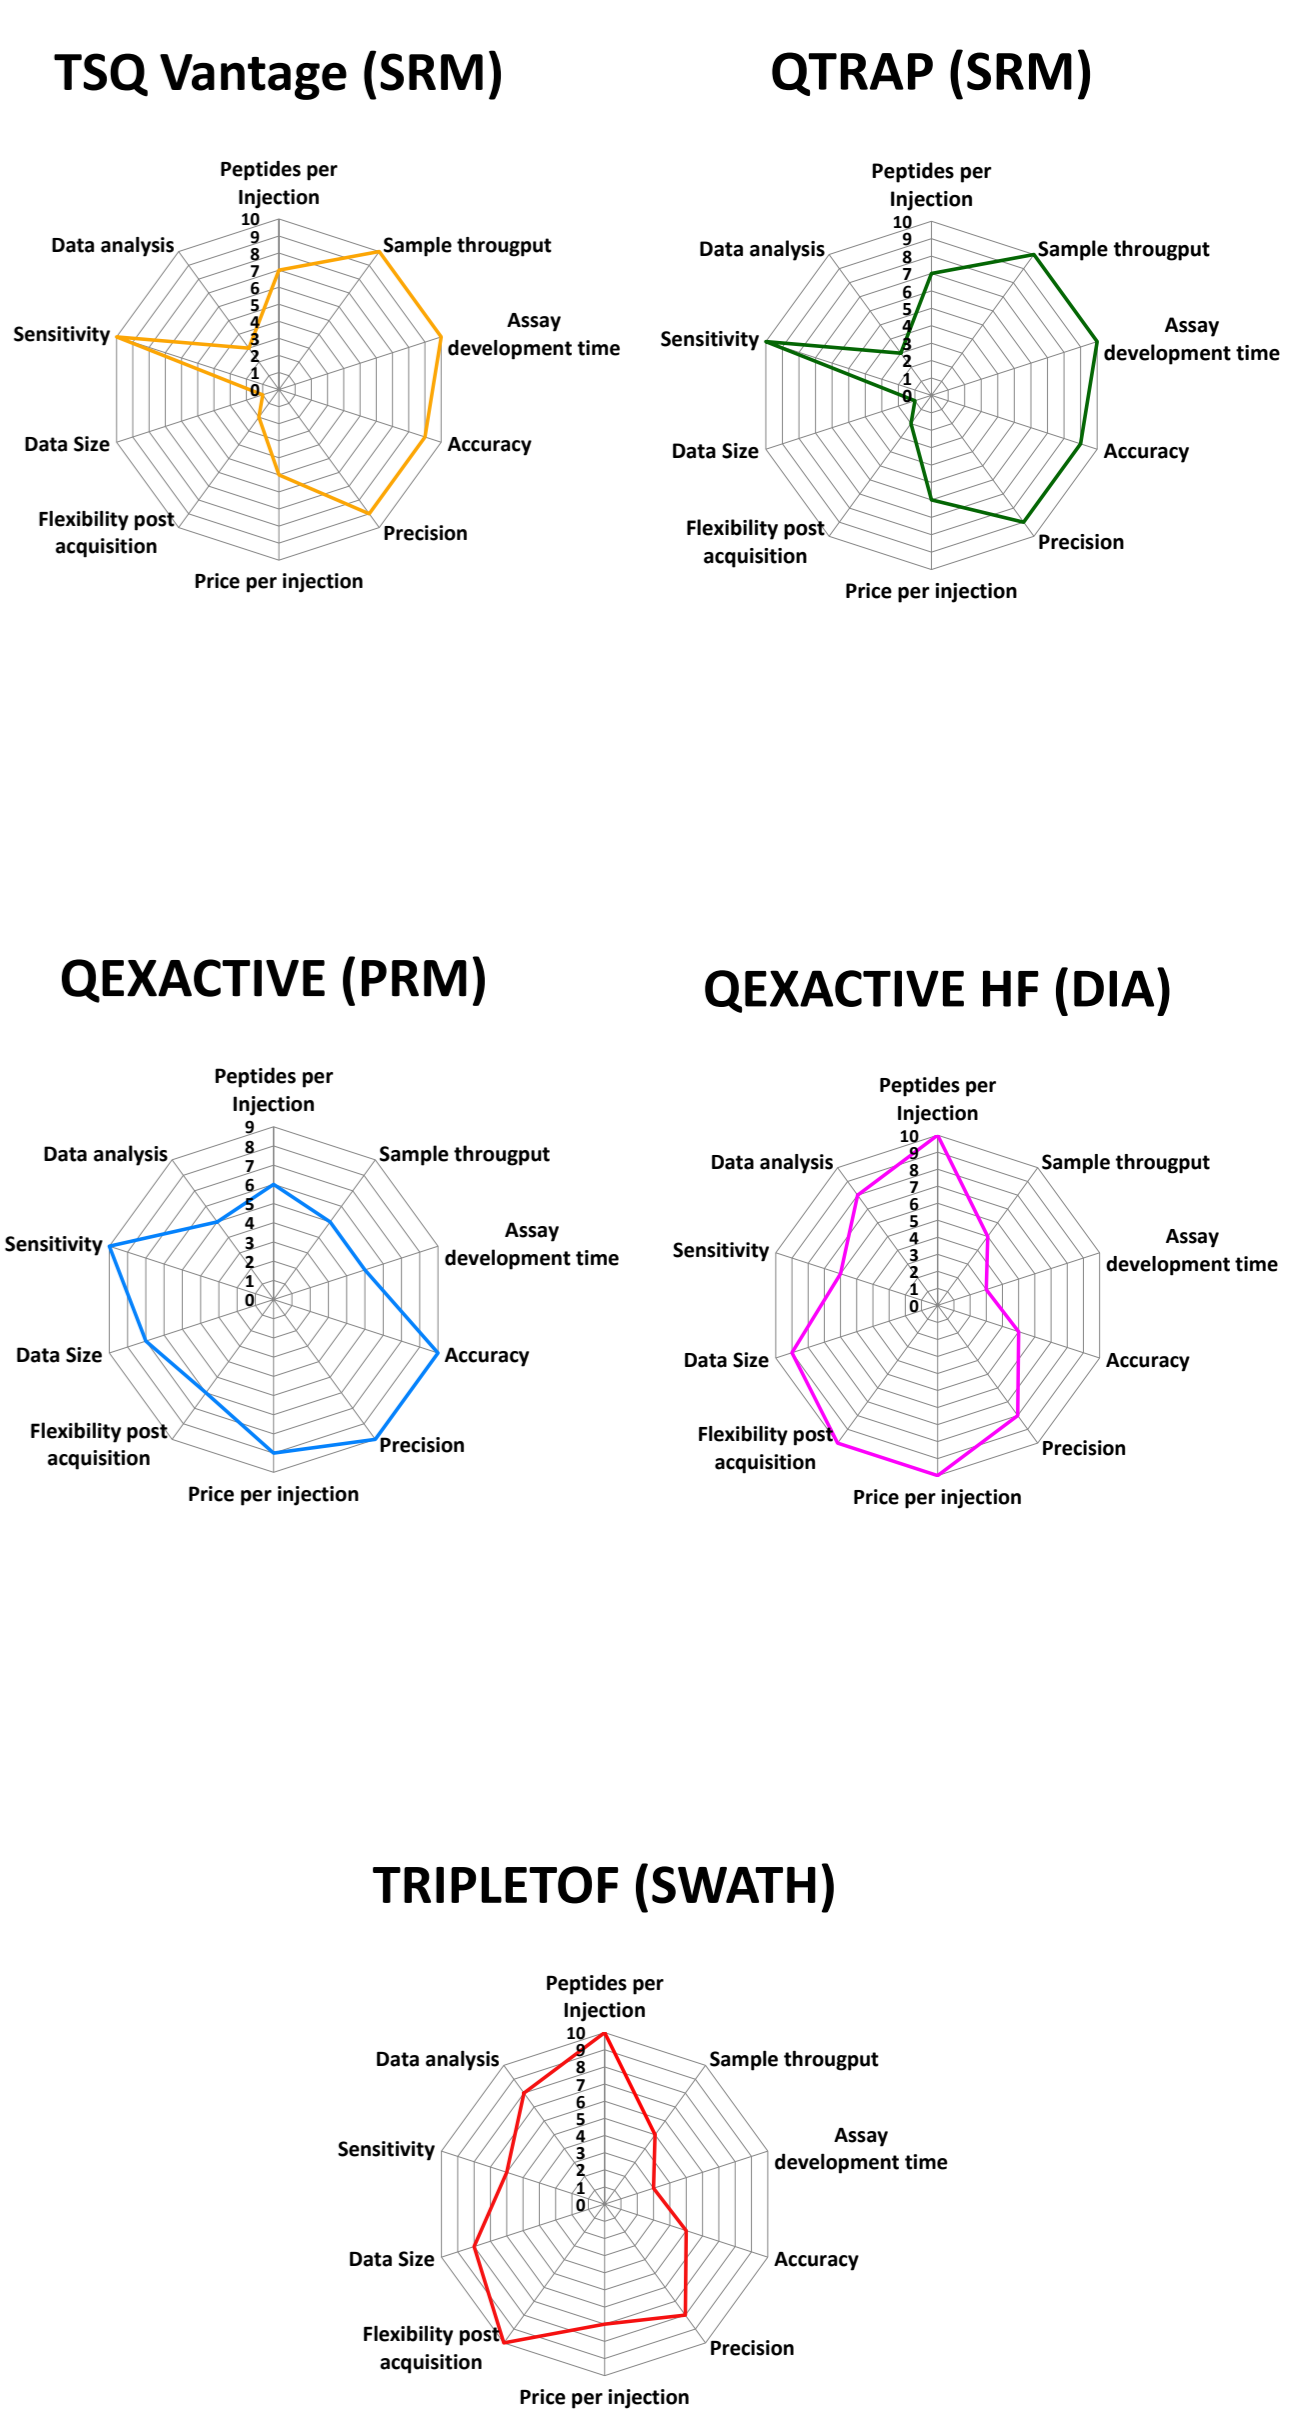 TSQ Vantage (SRM)
Peptides per
Injection
10
9
8
7
6
5
4
3
2
1
0
Sample througput
Assay
development time
Accuracy
Precision
Price per injection
Flexibility post
acquisition
Data Size
Sensitivity
Data analysis
QTRAP (SRM)
Peptides per
Injection
10
9
8
7
6
5
4
3
2
1
0
Sample througput
Assay
development time
Accuracy
Precision
Price per injection
Flexibility post
acquisition
Data Size
Sensitivity
Data analysis
QEXACTIVE (PRM)
Peptides per
Injection
9
8
7
6
5
4
3
2
1
0
Sample througput
Assay
development time
Accuracy
Precision
Price per injection
Flexibility post
acquisition
Data Size
Sensitivity
Data analysis
QEXACTIVE HF (DIA)
Peptides per
Injection
10
9
8
7
6
5
4
3
2
1
0
Sample througput
Assay
development time
Accuracy
Precision
Price per injection
Flexibility post
acquisition
Data Size
Sensitivity
Data analysis
TRIPLETOF (SWATH)
Peptides per
Injection
10
9
8
7
6
5
4
3
2
1
0
Sample througput
Assay
development time
Accuracy
Precision
Price per injection
Flexibility post
acquisition
Data Size
Sensitivity
Data analysis